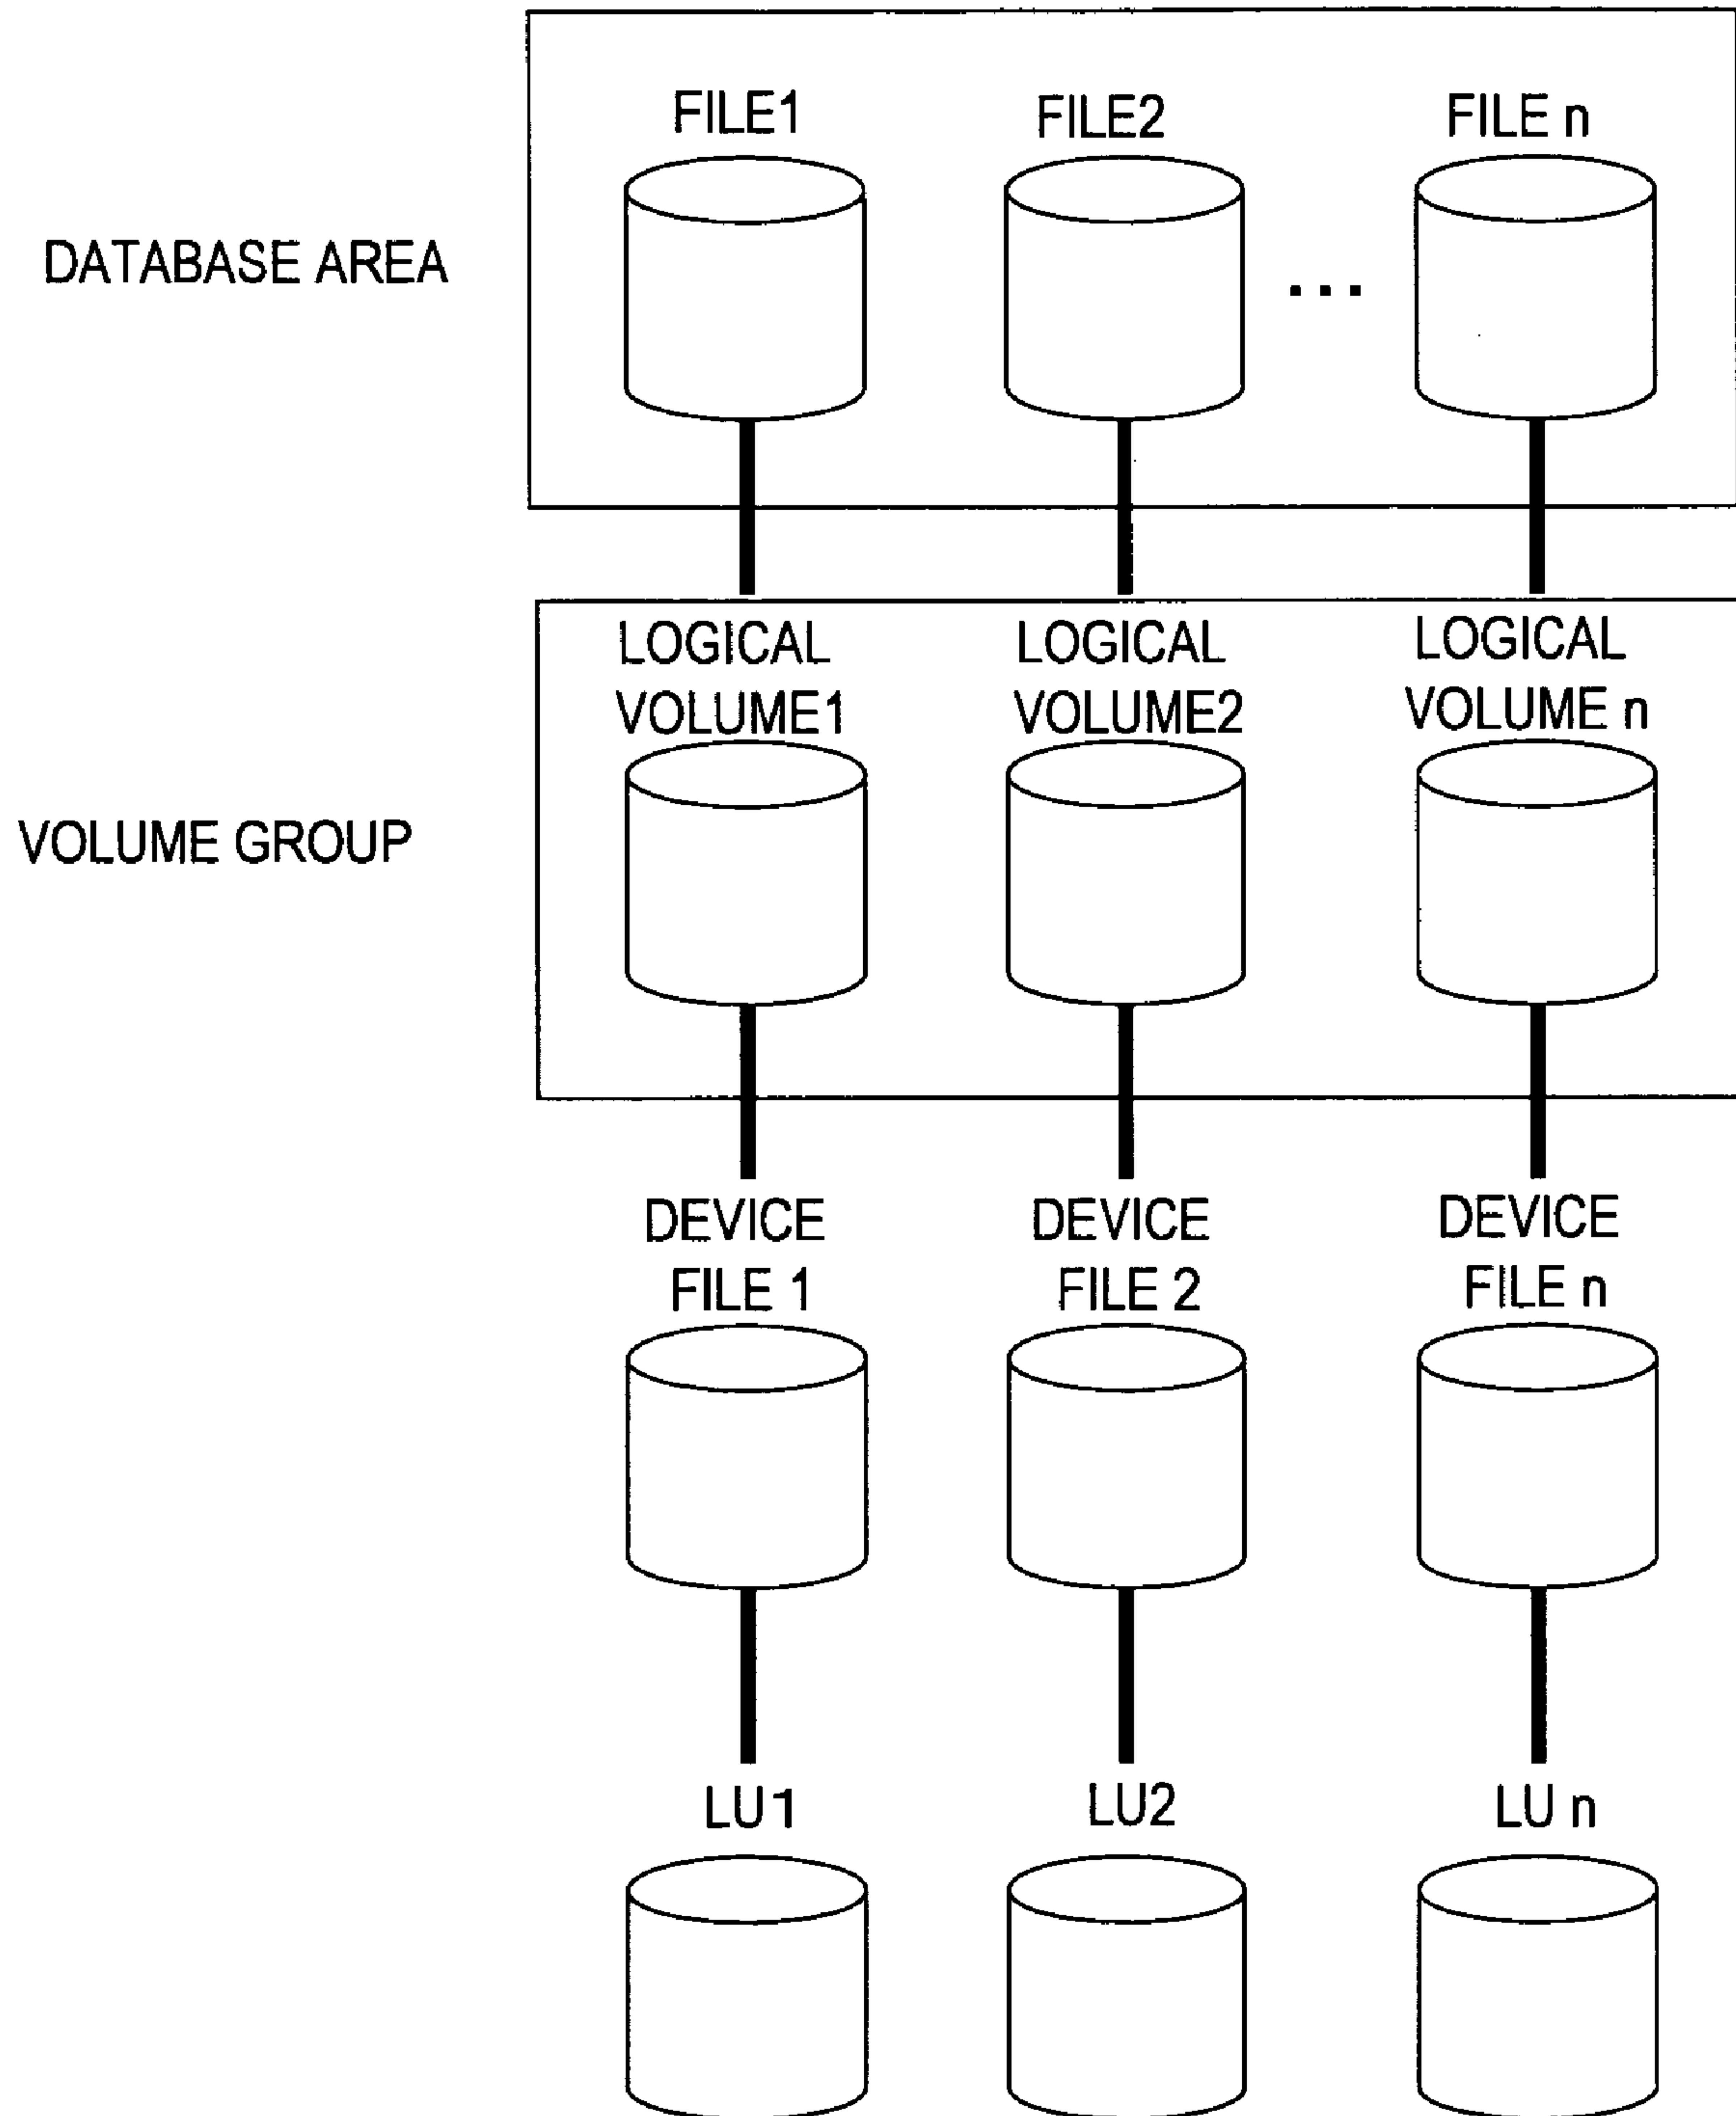 FILE1
FILE2
FILE n
DATABASE AREA
...
LOGICAL VOLUME1
LOGICAL VOLUME2
LOGICAL VOLUME n
VOLUME GROUP
DEVICE FILE 1
DEVICE FILE 2
DEVICE FILE n
LU1
LU2
LU n